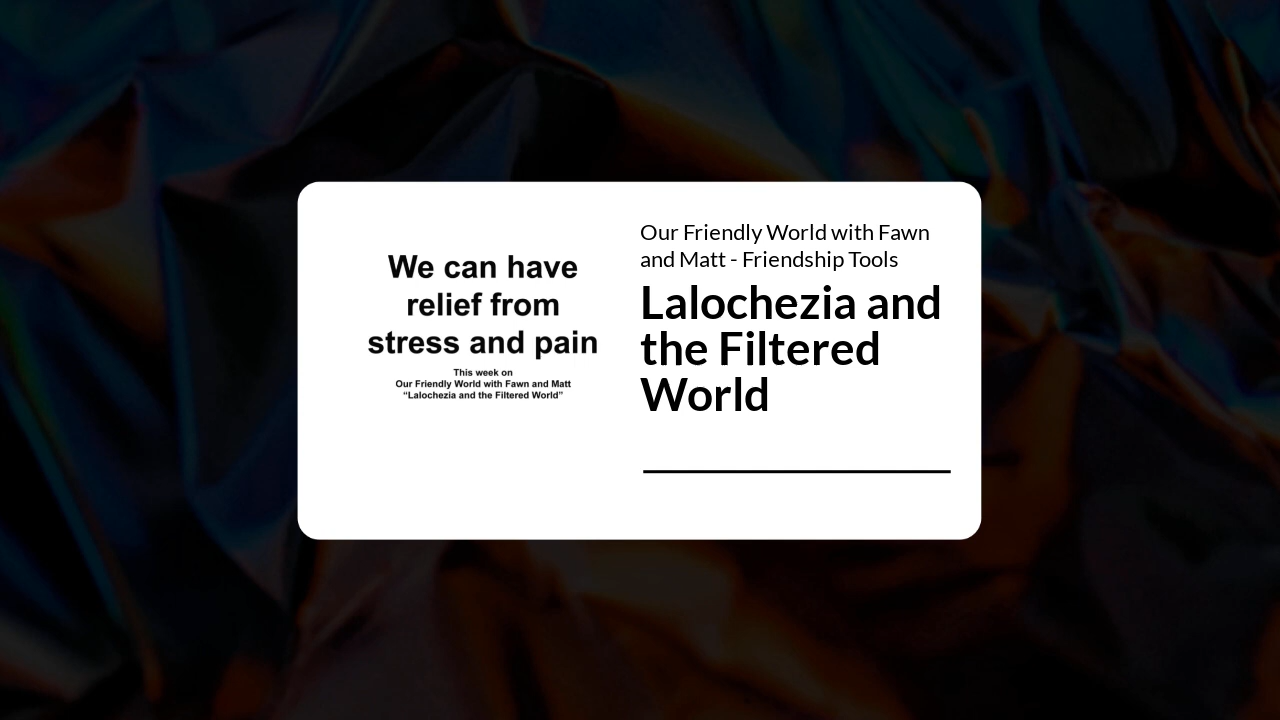 We can have
relief from
stress and pain
This week on
Our Friendly World with Fawn and Matt
“Lalochezia and the Filtered World”
Our Friendly World with Fawn
and Matt - Friendship Tools
Lalochezia and
the Filtered
World